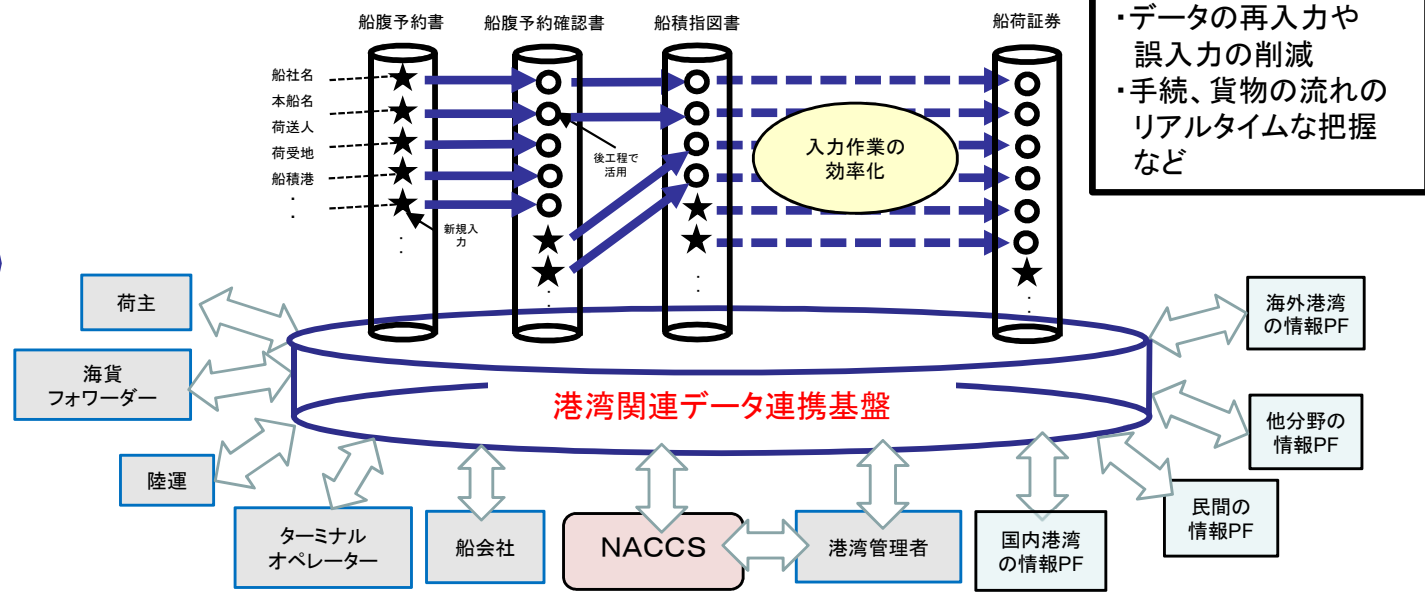 船腹予約書
船腹予約確認書
船積指図書
船荷証券
・データの再入力や
誤入力の削減
・手続、貨物の流れの
リアルタイムな把握
など
船社名
本船名
荷送人
荷受地
船積港
・
・
後工程で
活用
新規入
力
入力作業の
効率化
荷主
海貨
フォワーダー
陸運
ターミナル
オペレーター
船会社
NACCS
港湾管理者
国内港湾
の情報PF
民間の
情報PF
他分野の
情報PF
海外港湾
の情報PF
港湾関連データ連携基盤